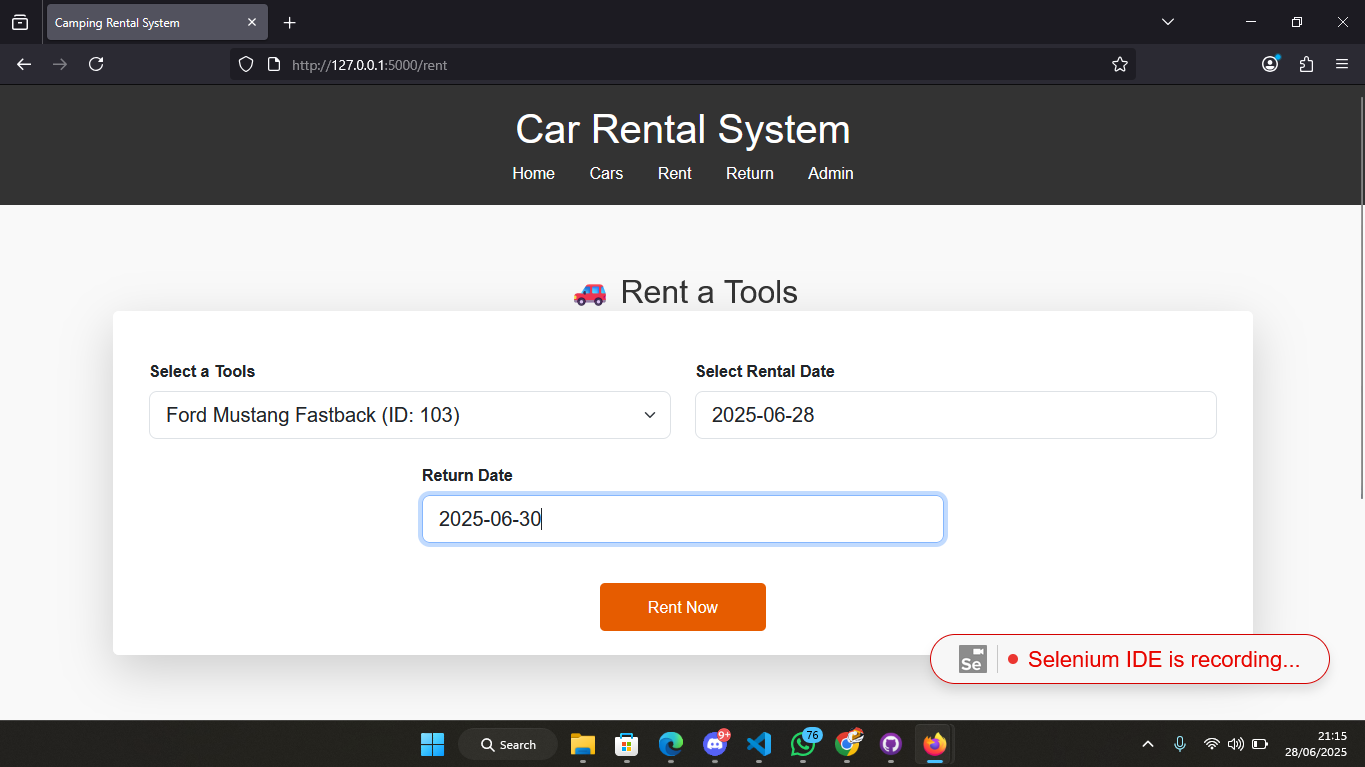 Camping Rental System
http://127.0.0.1:5000/rent
Car Rental System
Home Cars Rent Return Admin
Rent a Tools
Select a Tools
Select Rental Date
Ford Mustang Fastback (ID: 103)
2025-06-28
Return Date
2025-06-30
Rent Now
Se
Selenium IDE is recording...
Search
9+
76
21:15
28/06/2025